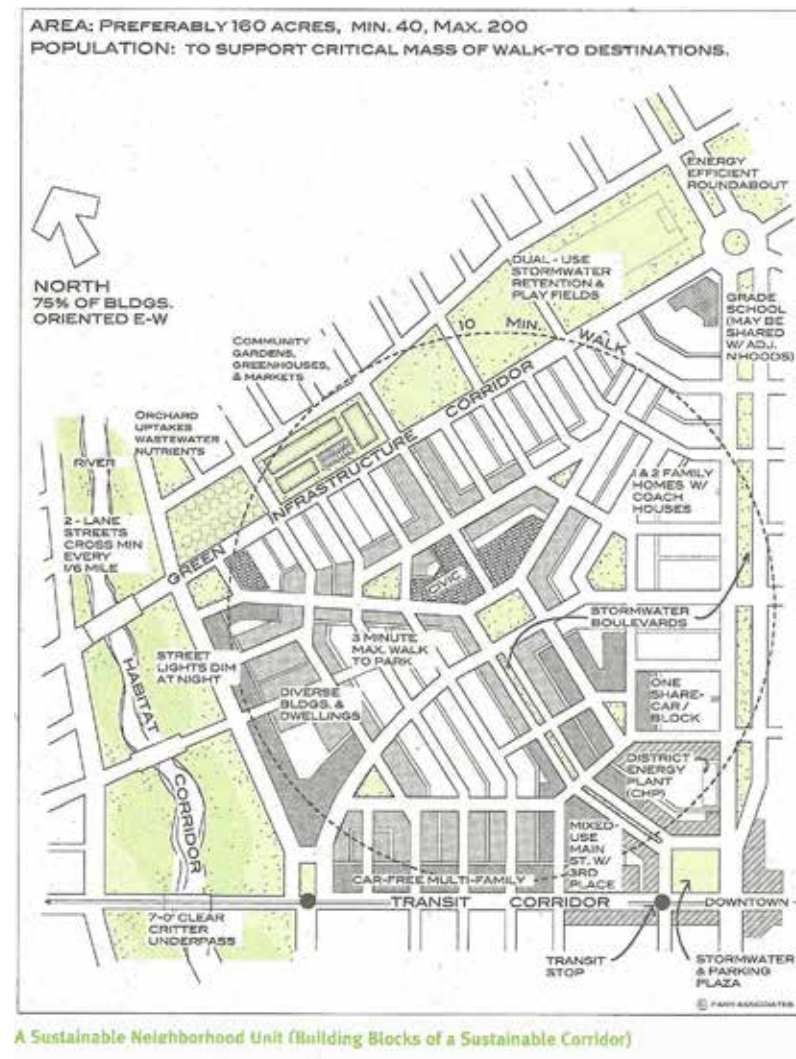 AREA: PREFERABLY 160 ACRES, MIN. 40, MAX. 200
POPULATION: TO SUPPORT CRITICAL MASS OF WALK-TO DESTINATIONS.
ENERGY
EFFICIENT
ROUNDABOUT
NORTH
75% OF BLDGS.
ORIENTED E-W
DUAL - USE
STORMWATER
RETENTION &
PLAY FIELDS
GRADE
SCHOOL
(MAY BE
SHARED
W/ ADJ.
NHOODS)
10 MIN. WALK
COMMUNITY
GARDENS,
GREENHOUSES,
& MARKETS
ORCHARD
UPTAKES
WASTEWATER
NUTRIENTS
RIVER
GREEN INFRASTRUCTURE CORRIDOR
1 & 2 FAMILY
HOMES W/
COACH
HOUSES
2 - LANE
STREETS
CROSS MIN
EVERY
1/6 MILE
CIVIC
STORMWATER
BOULEVARDS
3 MINUTE
MAX. WALK
TO PARK
STREET
LIGHTS DIM
AT NIGHT
HABITAT CORRIDOR
DIVERSE
BLDGS. &
DWELLINGS
ONE
SHARE-
CAR /
BLOCK
DISTRICT
ENERGY
PLANT
(CHP)
MIXED-
USE MAIN
ST. W/
3RD
PLACE
CAR-FREE MULTI-FAMILY
TRANSIT CORRIDOR
DOWNTOWN
7'-0" CLEAR
CRITTER
UNDERPASS
TRANSIT
STOP
STORMWATER
& PARKING
PLAZA
© FARR ASSOCIATES
A Sustainable Neighborhood Unit (Building Blocks of a Sustainable Corridor)